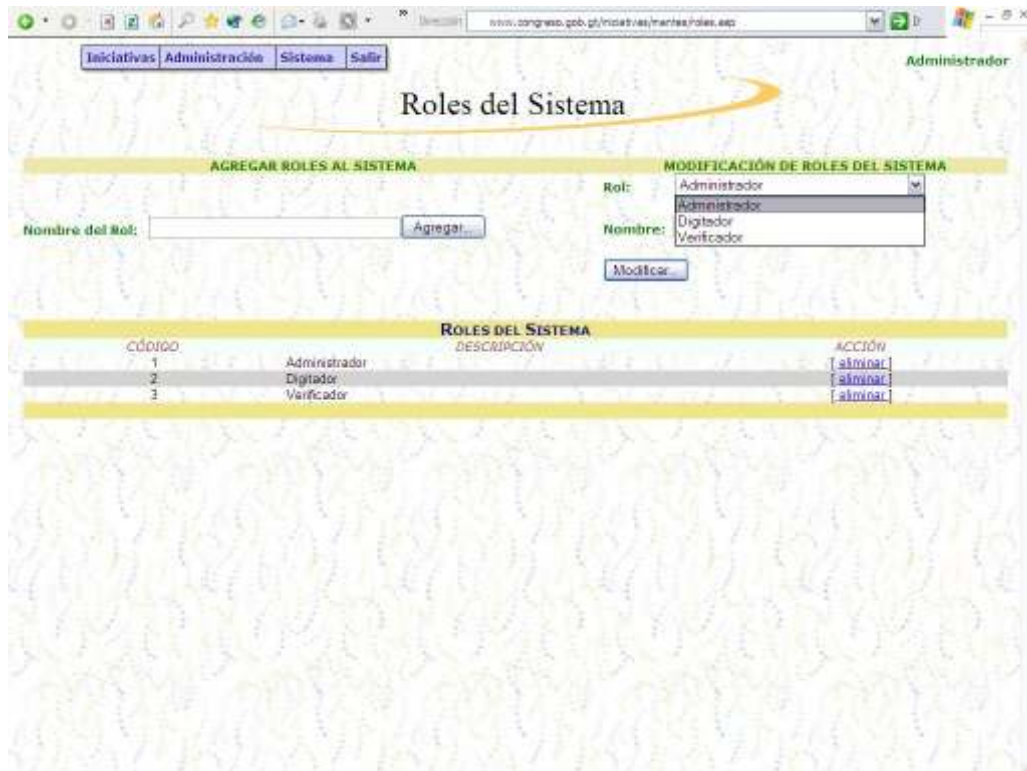 www.congreso.gob.gt/iniciativas/mantea/roles.asp
Iniciativas Administración Sistema Salir
Administrador
Roles del Sistema
AGREGAR ROLES AL SISTEMA
MODIFICACIÓN DE ROLES DEL SISTEMA
Rol: Administrador
Administrador
Digitador
Verificador
Nombre del Rol: Agregar...
Nombre:
Modificar...
ROLES DEL SISTEMA
CÓDIGO DESCRIPCIÓN ACCIÓN
1 Administrador [ eliminar ]
2 Digitador [ eliminar ]
3 Verificador [ eliminar ]